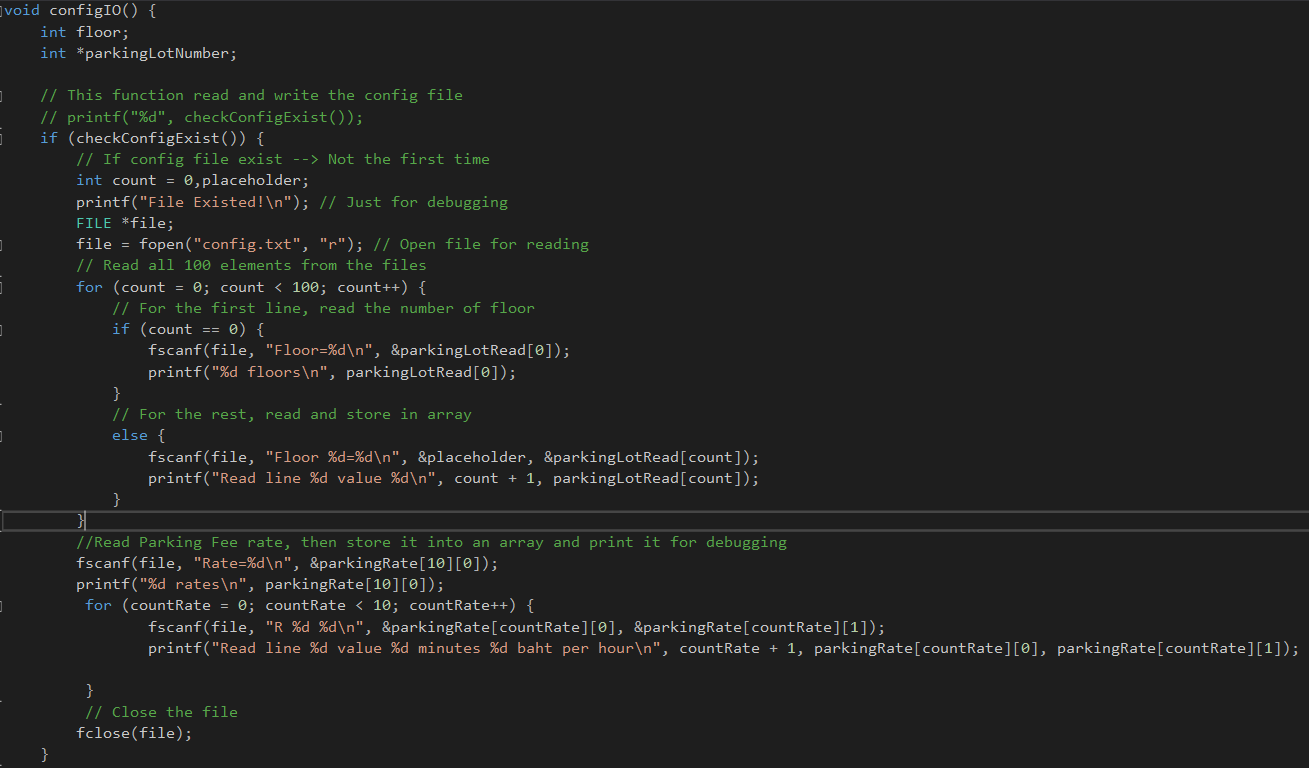 void configIO() {
    int floor;
    int *parkingLotNumber;

    // This function read and write the config file
    // printf("%d", checkConfigExist());
    if (checkConfigExist()) {
        // If config file exist --> Not the first time
        int count = 0,placeholder;
        printf("File Existed!\n"); // Just for debugging
        FILE *file;
        file = fopen("config.txt", "r"); // Open file for reading
        // Read all 100 elements from the files
        for (count = 0; count < 100; count++) {
            // For the first line, read the number of floor
            if (count == 0) {
                fscanf(file, "Floor=%d\n", &parkingLotRead[0]);
                printf("%d floors\n", parkingLotRead[0]);
            }
            // For the rest, read and store in array
            else {
                fscanf(file, "Floor %d=%d\n", &placeholder, &parkingLotRead[count]);
                printf("Read line %d value %d\n", count + 1, parkingLotRead[count]);
            }
        }
        //Read Parking Fee rate, then store it into an array and print it for debugging
        fscanf(file, "Rate=%d\n", &parkingRate[10][0]);
        printf("%d rates\n", parkingRate[10][0]);
         for (countRate = 0; countRate < 10; countRate++) {
                fscanf(file, "R %d %d\n", &parkingRate[countRate][0], &parkingRate[countRate][1]);
                printf("Read line %d value %d minutes %d baht per hour\n", countRate + 1, parkingRate[countRate][0], parkingRate[countRate][1]);

         }
         // Close the file
        fclose(file);
    }